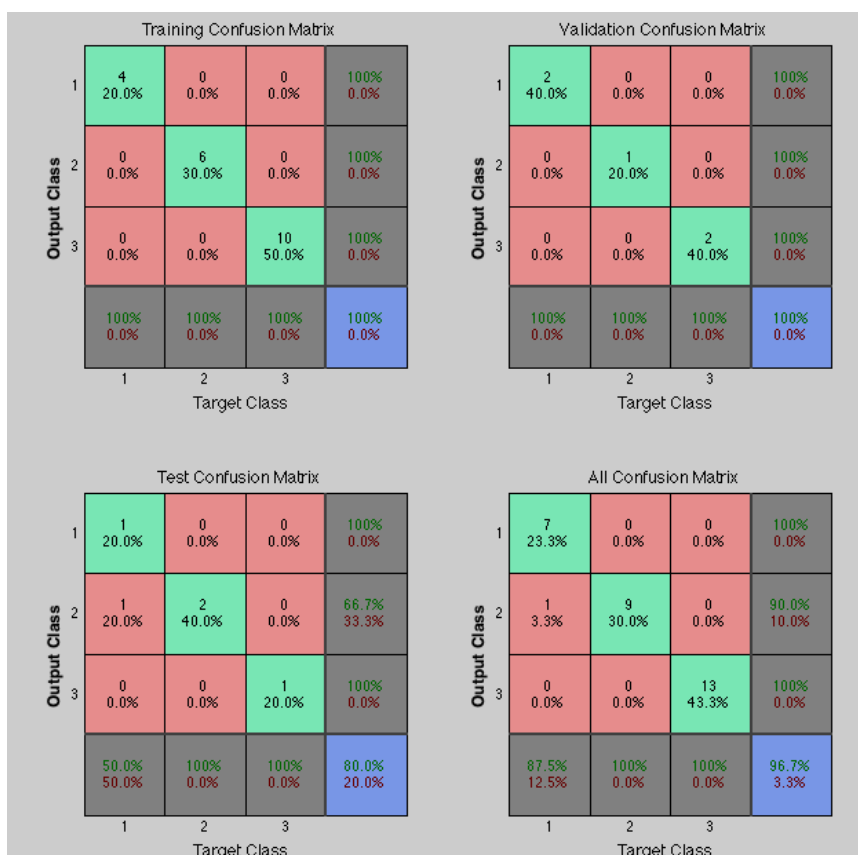 Training Confusion Matrix
Output Class
1
4 0 0 100%
20.0% 0.0% 0.0% 0.0%
2
0 6 0 100%
0.0% 30.0% 0.0% 0.0%
3
0 0 10 100%
0.0% 0.0% 50.0% 0.0%
100% 100% 100% 100%
0.0% 0.0% 0.0% 0.0%
1 2 3
Target Class
Validation Confusion Matrix
Output Class
1
2 0 0 100%
40.0% 0.0% 0.0% 0.0%
2
0 1 0 100%
0.0% 20.0% 0.0% 0.0%
3
0 0 2 100%
0.0% 0.0% 40.0% 0.0%
100% 100% 100% 100%
0.0% 0.0% 0.0% 0.0%
1 2 3
Target Class
Test Confusion Matrix
Output Class
1
1 0 0 100%
20.0% 0.0% 0.0% 0.0%
2
1 2 0 66.7%
20.0% 40.0% 0.0% 33.3%
3
0 0 1 100%
0.0% 0.0% 20.0% 0.0%
50.0% 100% 100% 80.0%
50.0% 0.0% 0.0% 20.0%
1 2 3
Target Class
All Confusion Matrix
Output Class
1
7 0 0 100%
23.3% 0.0% 0.0% 0.0%
2
1 9 0 90.0%
3.3% 30.0% 0.0% 10.0%
3
0 0 13 100%
0.0% 0.0% 43.3% 0.0%
87.5% 100% 100% 96.7%
12.5% 0.0% 0.0% 3.3%
1 2 3
Target Class